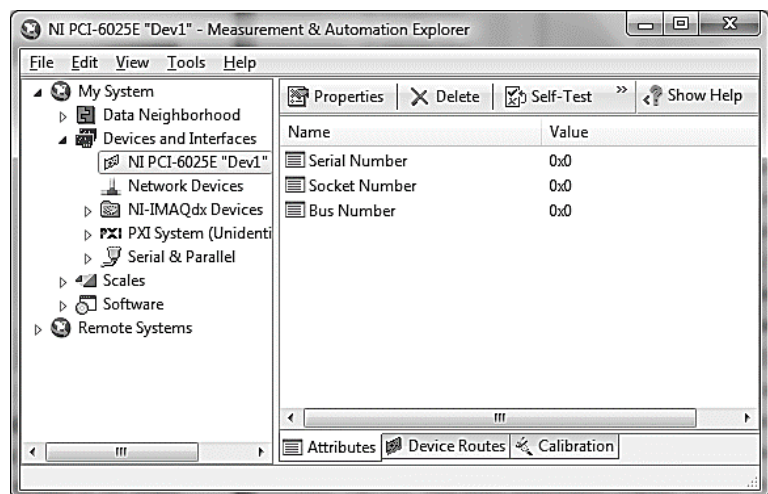 NI PCI-6025E "Dev1" - Measurement & Automation Explorer
File Edit View Tools Help
My System
Data Neighborhood
Devices and Interfaces
NI PCI-6025E "Dev1"
Network Devices
NI-IMAQdx Devices
PXI PXI System (Unidenti
Serial & Parallel
Scales
Software
Remote Systems
Properties Delete Self-Test » Show Help
Name Value
Serial Number 0x0
Socket Number 0x0
Bus Number 0x0
Attributes Device Routes Calibration